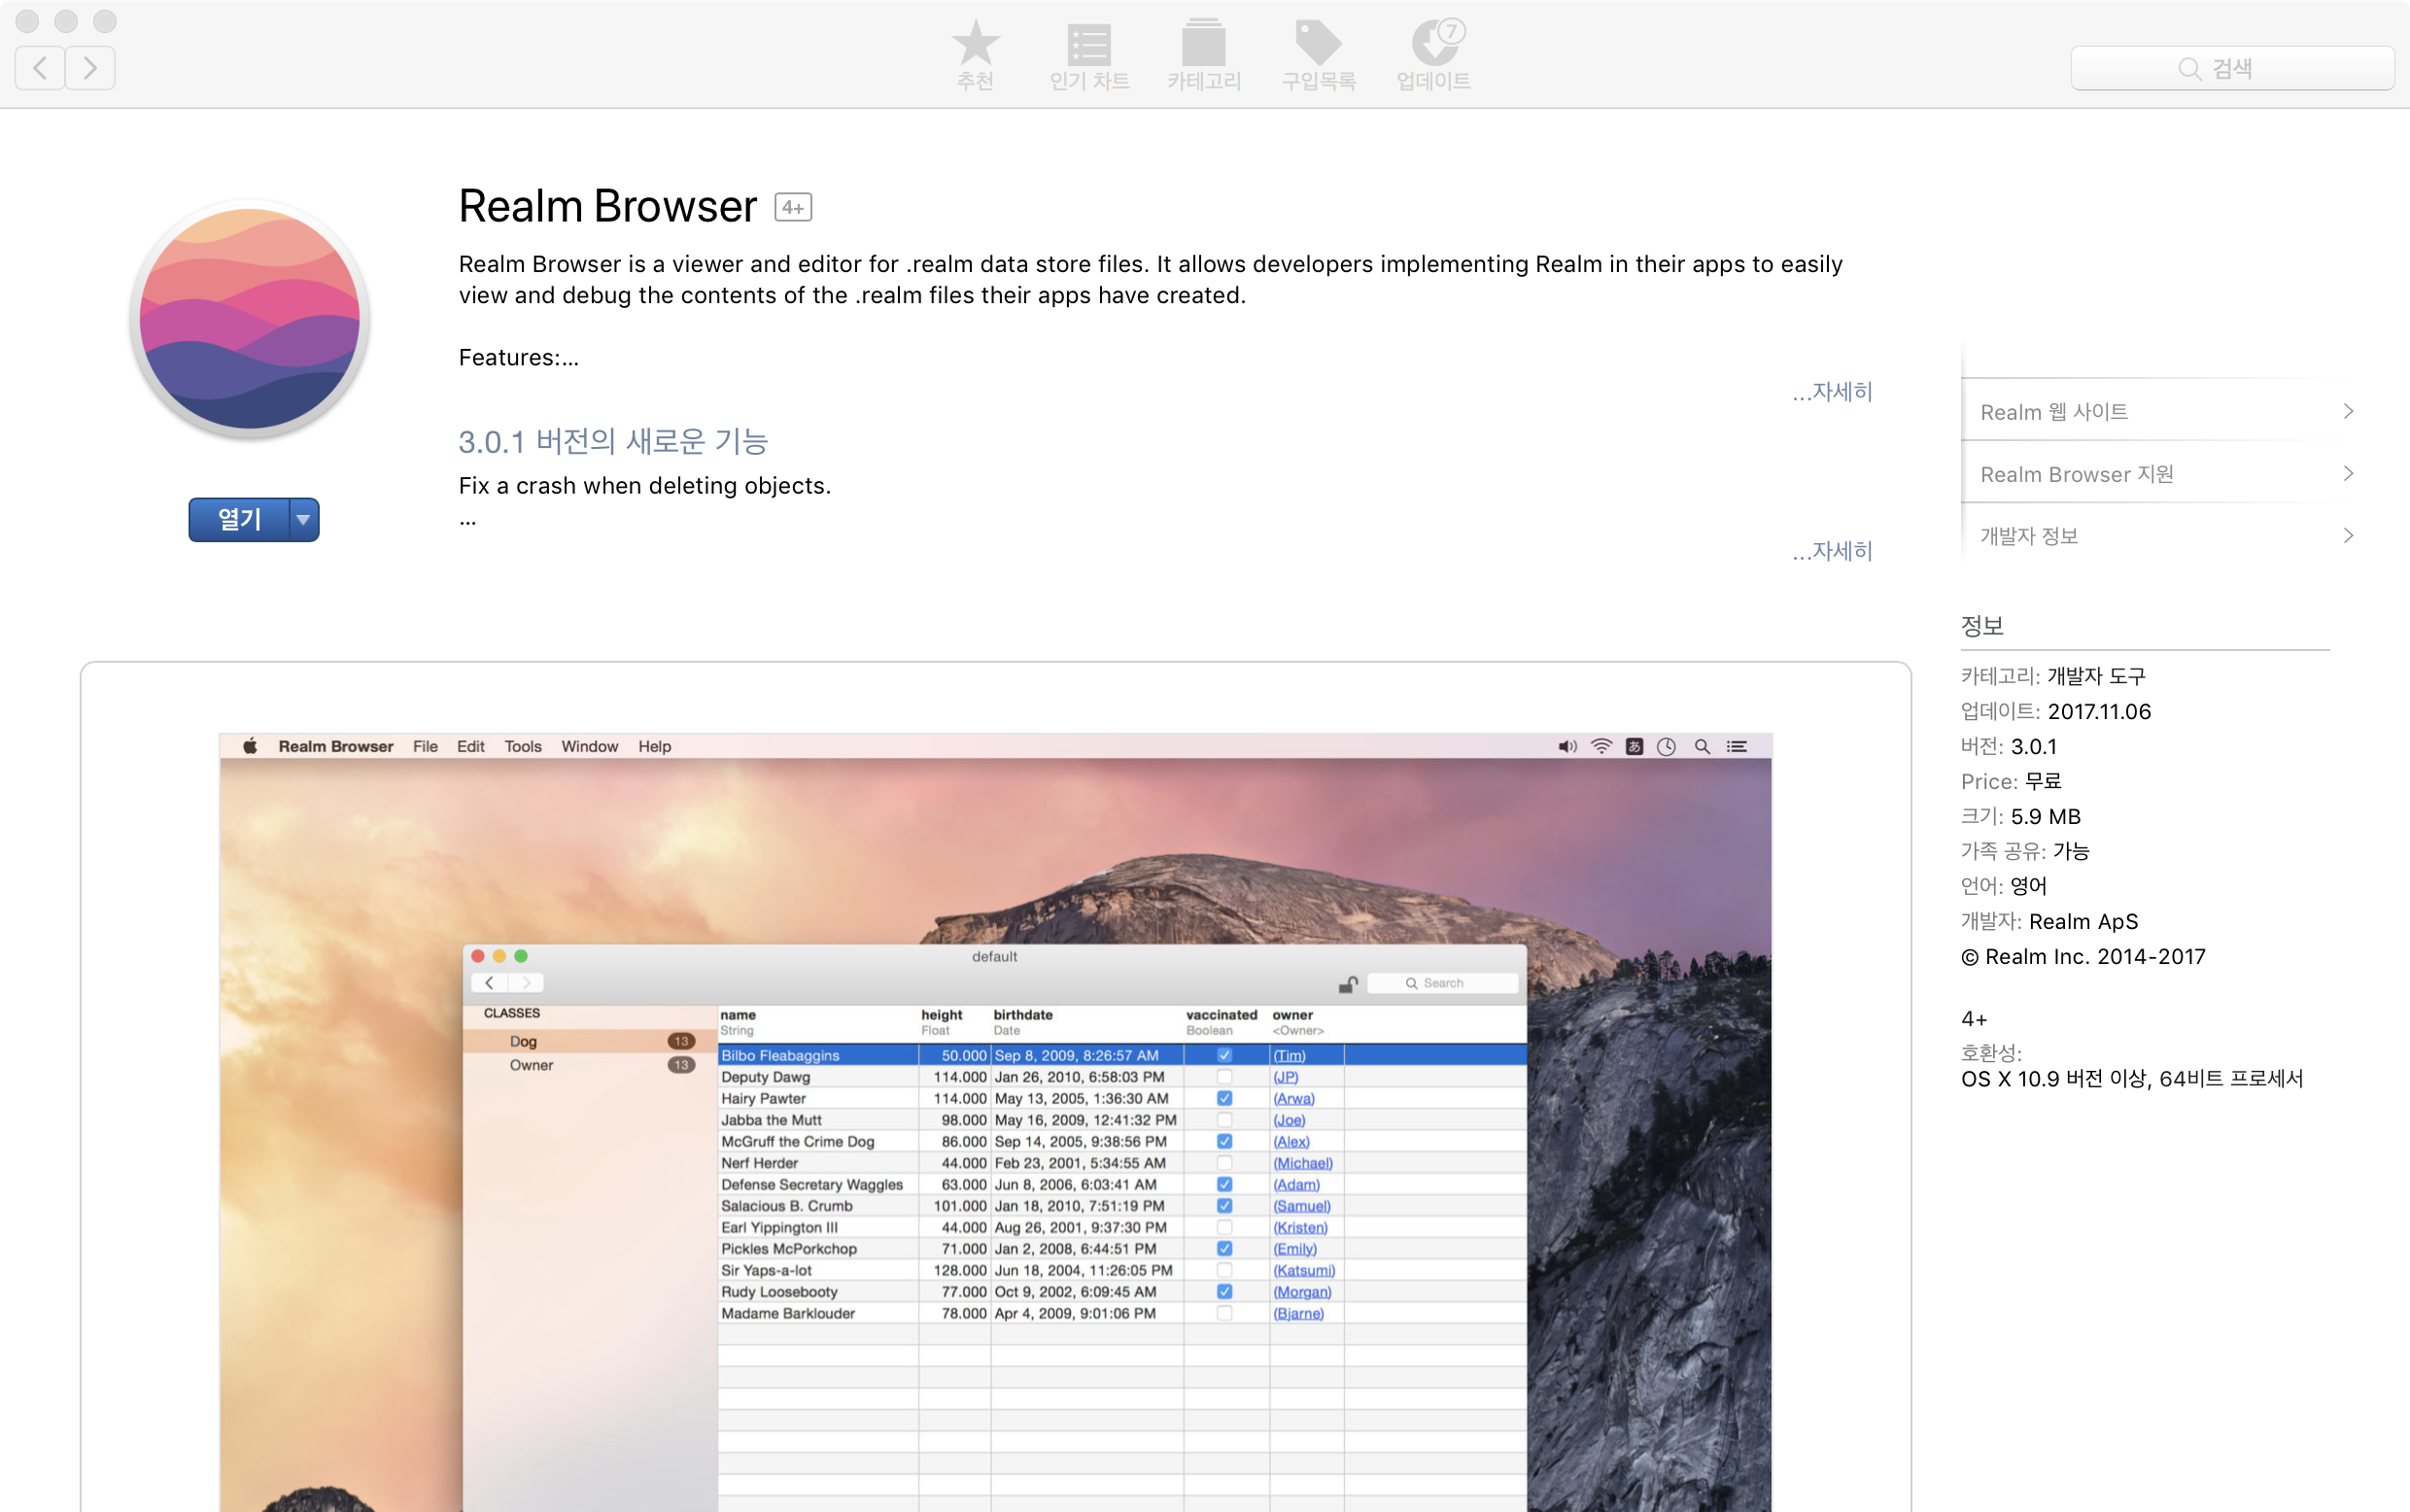 추천
인기 차트
카테고리
구입목록
업데이트
7
검색
Realm Browser 4+
Realm Browser is a viewer and editor for .realm data store files. It allows developers implementing Realm in their apps to easily
view and debug the contents of the .realm files their apps have created.
Features:...
...자세히
3.0.1 버전의 새로운 기능
Fix a crash when deleting objects.
...
...자세히
열기
Realm 웹 사이트
Realm Browser 지원
개발자 정보
정보
카테고리: 개발자 도구
업데이트: 2017.11.06
버전: 3.0.1
Price: 무료
크기: 5.9 MB
가족 공유: 가능
언어: 영어
개발자: Realm ApS
© Realm Inc. 2014-2017
4+
호환성:
OS X 10.9 버전 이상, 64비트 프로세서
Realm Browser File Edit Tools Window Help
あ
default
Search
CLASSES
Dog 13
Owner 13
name height birthdate vaccinated owner
String Float Date Boolean <Owner>
Bilbo Fleabaggins 50.000 Sep 8, 2009, 8:26:57 AM (Tim)
Deputy Dawg 114.000 Jan 26, 2010, 6:58:03 PM (JP)
Hairy Pawter 114.000 May 13, 2005, 1:36:30 AM (Arwa)
Jabba the Mutt 98.000 May 16, 2009, 12:41:32 PM (Joe)
McGruff the Crime Dog 86.000 Sep 14, 2005, 9:38:56 PM (Alex)
Nerf Herder 44.000 Feb 23, 2001, 5:34:55 AM (Michael)
Defense Secretary Waggles 63.000 Jun 8, 2006, 6:03:41 AM (Adam)
Salacious B. Crumb 101.000 Jan 18, 2010, 7:51:19 PM (Samuel)
Earl Yippington III 44.000 Aug 26, 2001, 9:37:30 PM (Kristen)
Pickles McPorkchop 71.000 Jan 2, 2008, 6:44:51 PM (Emily)
Sir Yaps-a-lot 128.000 Jun 18, 2004, 11:26:05 PM (Katsumi)
Rudy Loosebooty 77.000 Oct 9, 2002, 6:09:45 AM (Morgan)
Madame Barklouder 78.000 Apr 4, 2009, 9:01:06 PM (Bjarne)